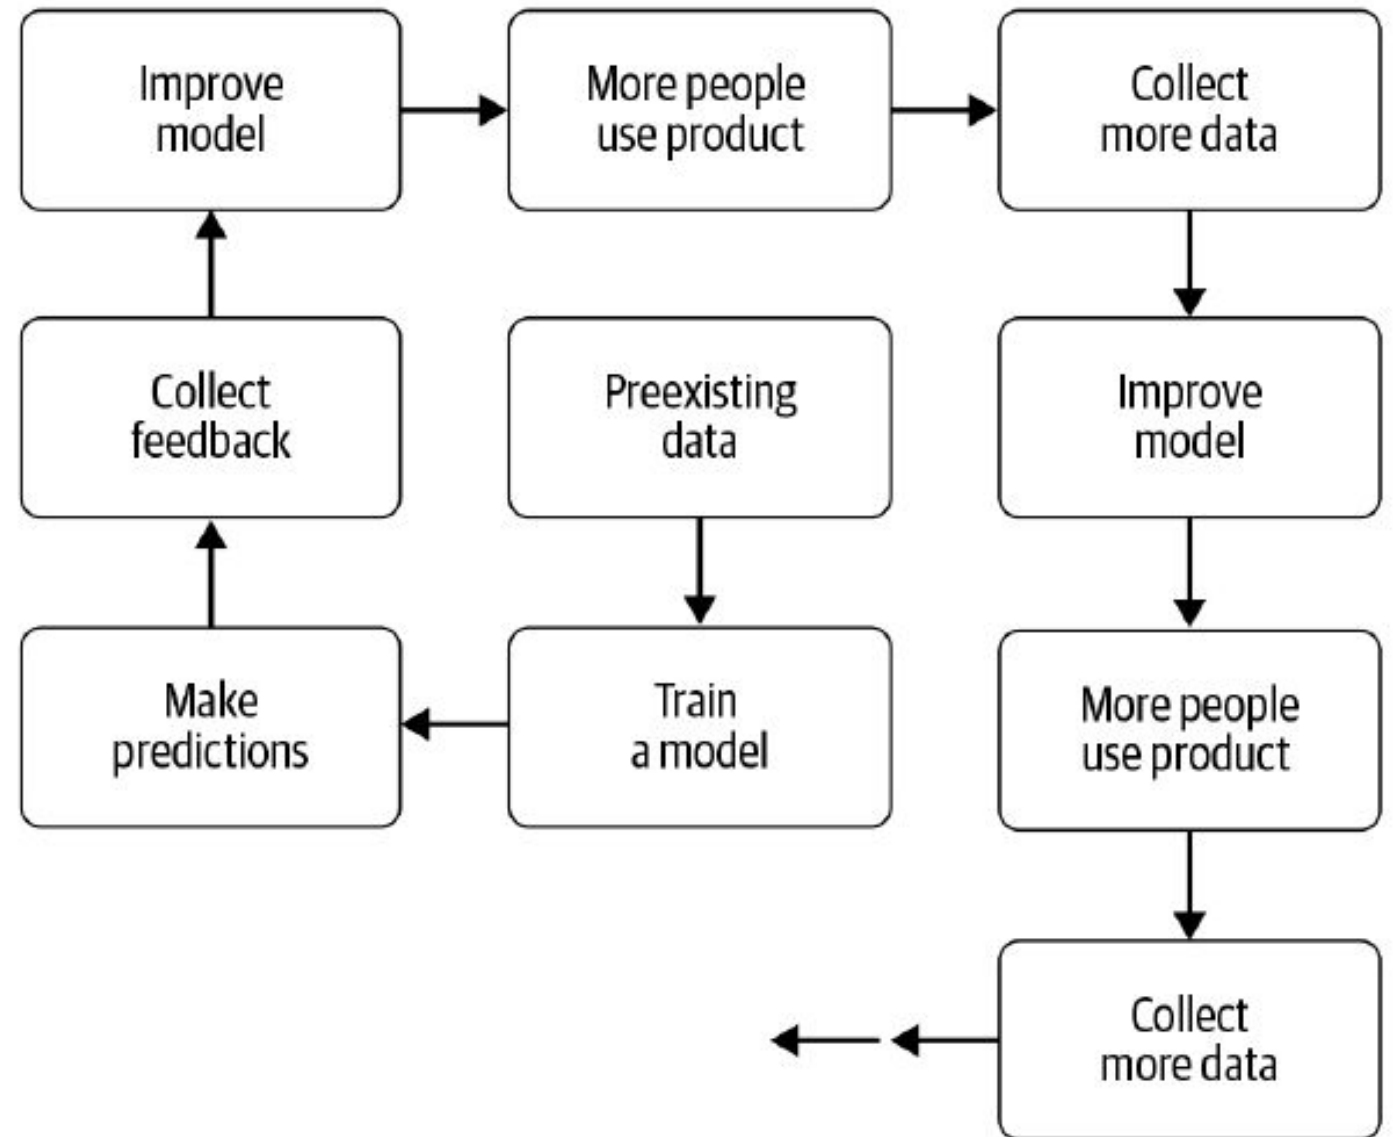 Improve
model
More people
use product
Collect
more data
Collect
feedback
Preexisting
data
Improve
model
Make
predictions
Train
a model
More people
use product
Collect
more data